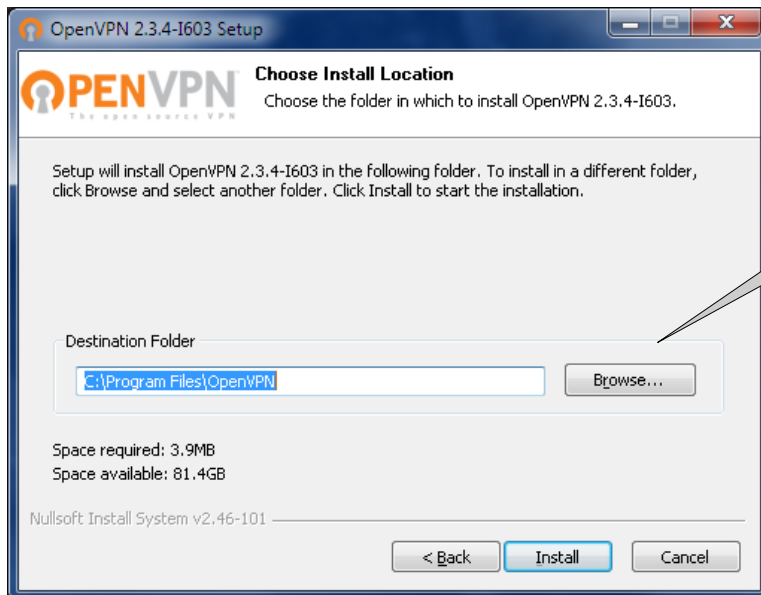 OpenVPN 2.3.4-I603 Setup
OPENVPN
The open source VPN
Choose Install Location
Choose the folder in which to install OpenVPN 2.3.4-I603.
Setup will install OpenVPN 2.3.4-I603 in the following folder. To install in a different folder,
click Browse and select another folder. Click Install to start the installation.
Destination Folder
C:\Program Files\OpenVPN
Browse...
Space required: 3.9MB
Space available: 81.4GB
Nullsoft Install System v2.46-101
< Back
Install
Cancel